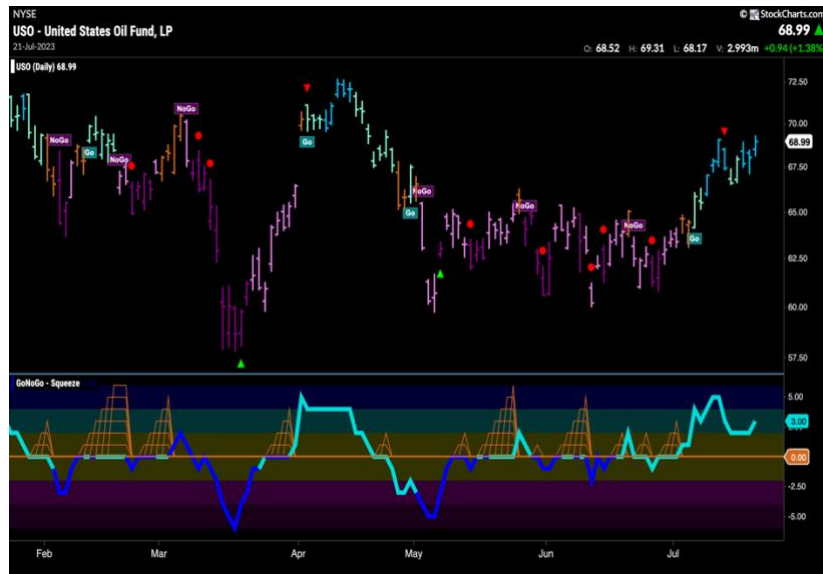 NYSE
© StockCharts.com
USO - United States Oil Fund, LP
68.99
21-Jul-2023
O: 68.52 H: 69.31 L: 68.17 V: 2.993m +0.94 (+1.38%)
USO (Daily) 68.99
72.50
NoGo
70.00
NoGo
Go
68.99
Go
NoGo
67.50
NoGo
NoGo
65.00
Go
NoGo
Go
62.50
60.00
57.50
GoNoGo - Squeeze
5.00
3.00
0.00
-2.50
-5.00
Feb
Mar
Apr
May
Jun
Jul